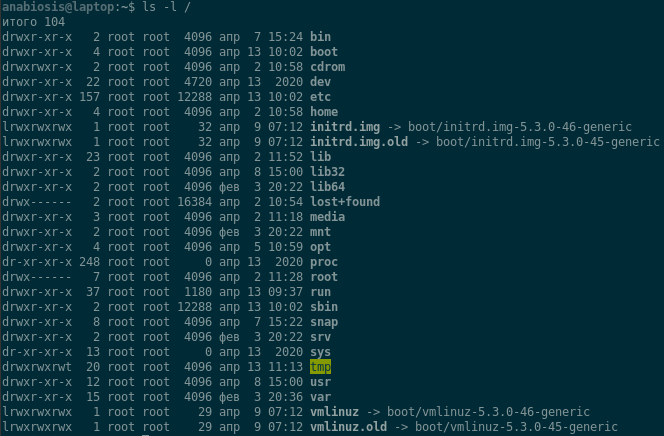 anabiosis@laptop:~$ ls -l /
итого 104
drwxr-xr-x   2 root root  4096 апр  7 15:24 bin
drwxr-xr-x   4 root root  4096 апр 13 10:02 boot
drwxrwxr-x   2 root root  4096 апр  2 10:58 cdrom
drwxr-xr-x  22 root root  4720 апр 13  2020 dev
drwxr-xr-x 157 root root 12288 апр 13 10:02 etc
drwxr-xr-x   4 root root  4096 апр  2 10:58 home
lrwxrwxrwx   1 root root    32 апр  9 07:12 initrd.img -> boot/initrd.img-5.3.0-46-generic
lrwxrwxrwx   1 root root    32 апр  9 07:12 initrd.img.old -> boot/initrd.img-5.3.0-45-generic
drwxr-xr-x  23 root root  4096 апр  2 11:52 lib
drwxr-xr-x   2 root root  4096 апр  8 15:00 lib32
drwxr-xr-x   2 root root  4096 фев  3 20:22 lib64
drwx------   2 root root 16384 апр  2 10:54 lost+found
drwxr-xr-x   3 root root  4096 апр  2 11:18 media
drwxr-xr-x   2 root root  4096 фев  3 20:22 mnt
drwxr-xr-x   4 root root  4096 апр  5 10:59 opt
dr-xr-xr-x 248 root root     0 апр 13  2020 proc
drwx------   7 root root  4096 апр  2 11:28 root
drwxr-xr-x  37 root root  1180 апр 13 09:37 run
drwxr-xr-x   2 root root 12288 апр 13 10:02 sbin
drwxr-xr-x   8 root root  4096 апр  7 15:22 snap
drwxr-xr-x   2 root root  4096 фев  3 20:22 srv
dr-xr-xr-x  13 root root     0 апр 13  2020 sys
drwxrwxrwt  20 root root  4096 апр 13 11:13 tmp
drwxr-xr-x  12 root root  4096 апр  8 15:00 usr
drwxr-xr-x  15 root root  4096 фев  3 20:36 var
lrwxrwxrwx   1 root root    29 апр  9 07:12 vmlinuz -> boot/vmlinuz-5.3.0-46-generic
lrwxrwxrwx   1 root root    29 апр  9 07:12 vmlinuz.old -> boot/vmlinuz-5.3.0-45-generic